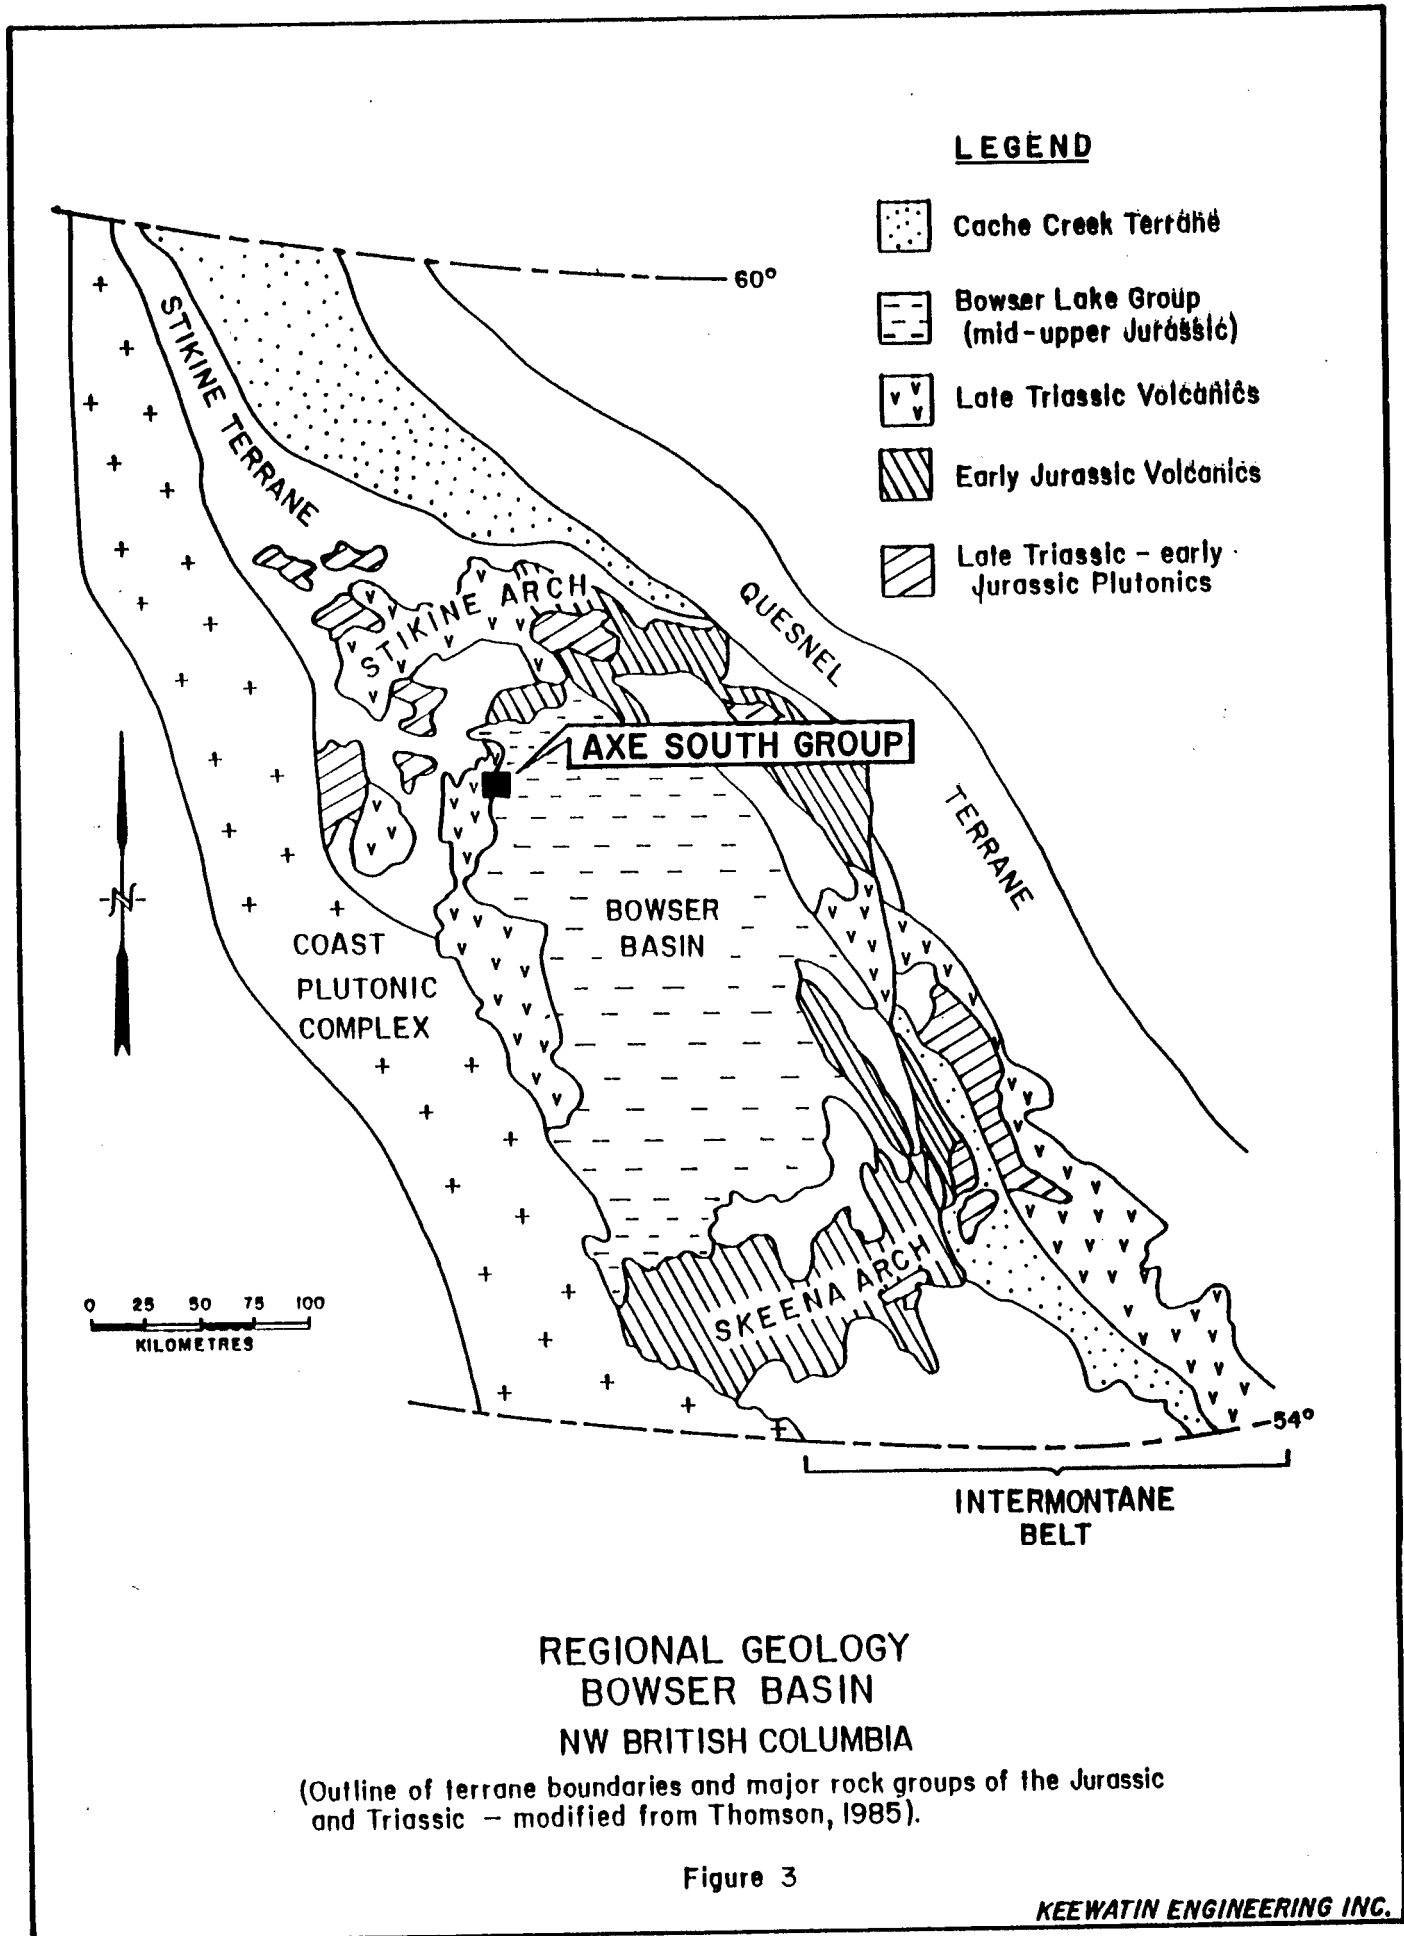 LEGEND
Cache Creek Terrane
Bowser Lake Group
(mid-upper Jurassic)
Late Triassic Volcanics
Early Jurassic Volcanics
Late Triassic - early
Jurassic Plutonics
60°
STIKINE TERRANE
STIKINE ARCH
QUESNEL
TERRANE
AXE SOUTH GROUP
BOWSER
BASIN
N
COAST
PLUTONIC
COMPLEX
SKEENA ARCH
0 25 50 75 100
KILOMETRES
54°
INTERMONTANE
BELT
REGIONAL GEOLOGY
BOWSER BASIN
NW BRITISH COLUMBIA
(Outline of terrane boundaries and major rock groups of the Jurassic
and Triassic - modified from Thomson, 1985).
Figure 3
KEEWATIN ENGINEERING INC.